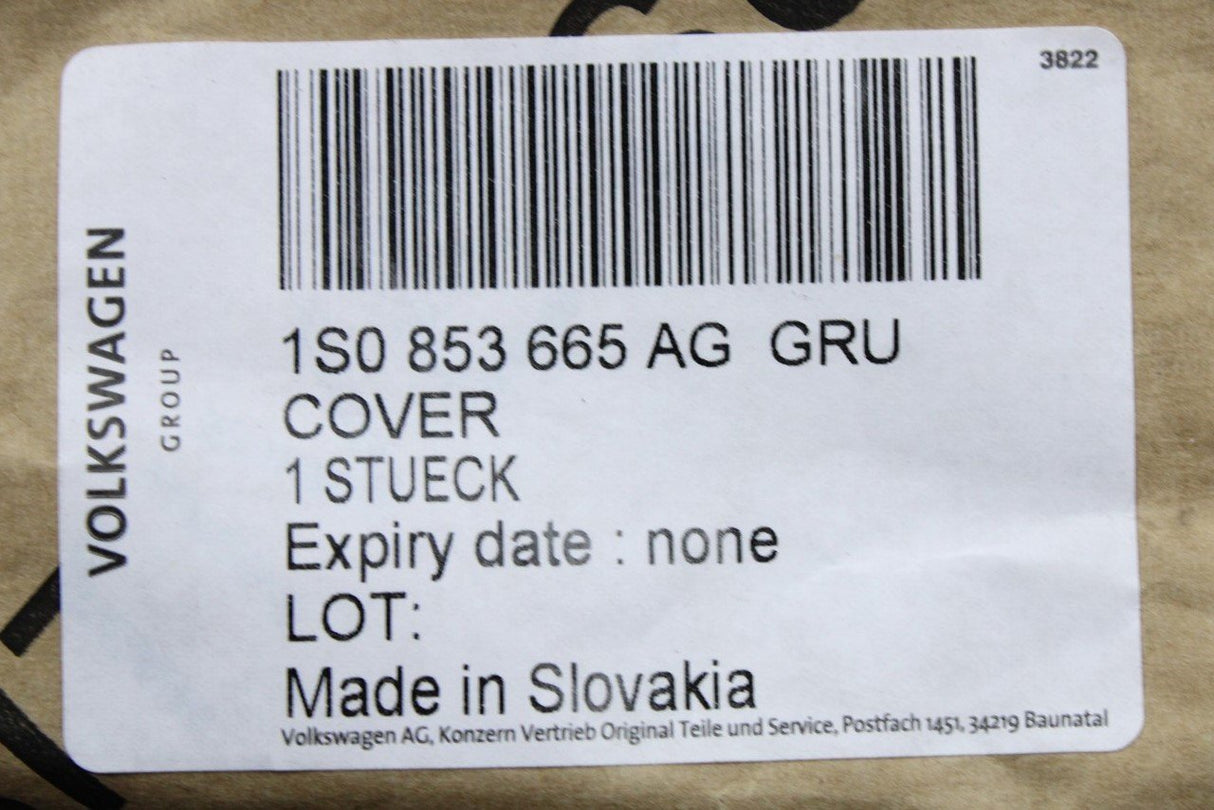 3822
VOLKSWAGEN
GROUP
1S0 853 665 AG GRU
COVER
1 STUECK
Expiry date : none
LOT:
Made in Slovakia
Volkswagen AG, Konzern Vertrieb Original Teile und Service, Postfach 1451, 34219 Baunatal